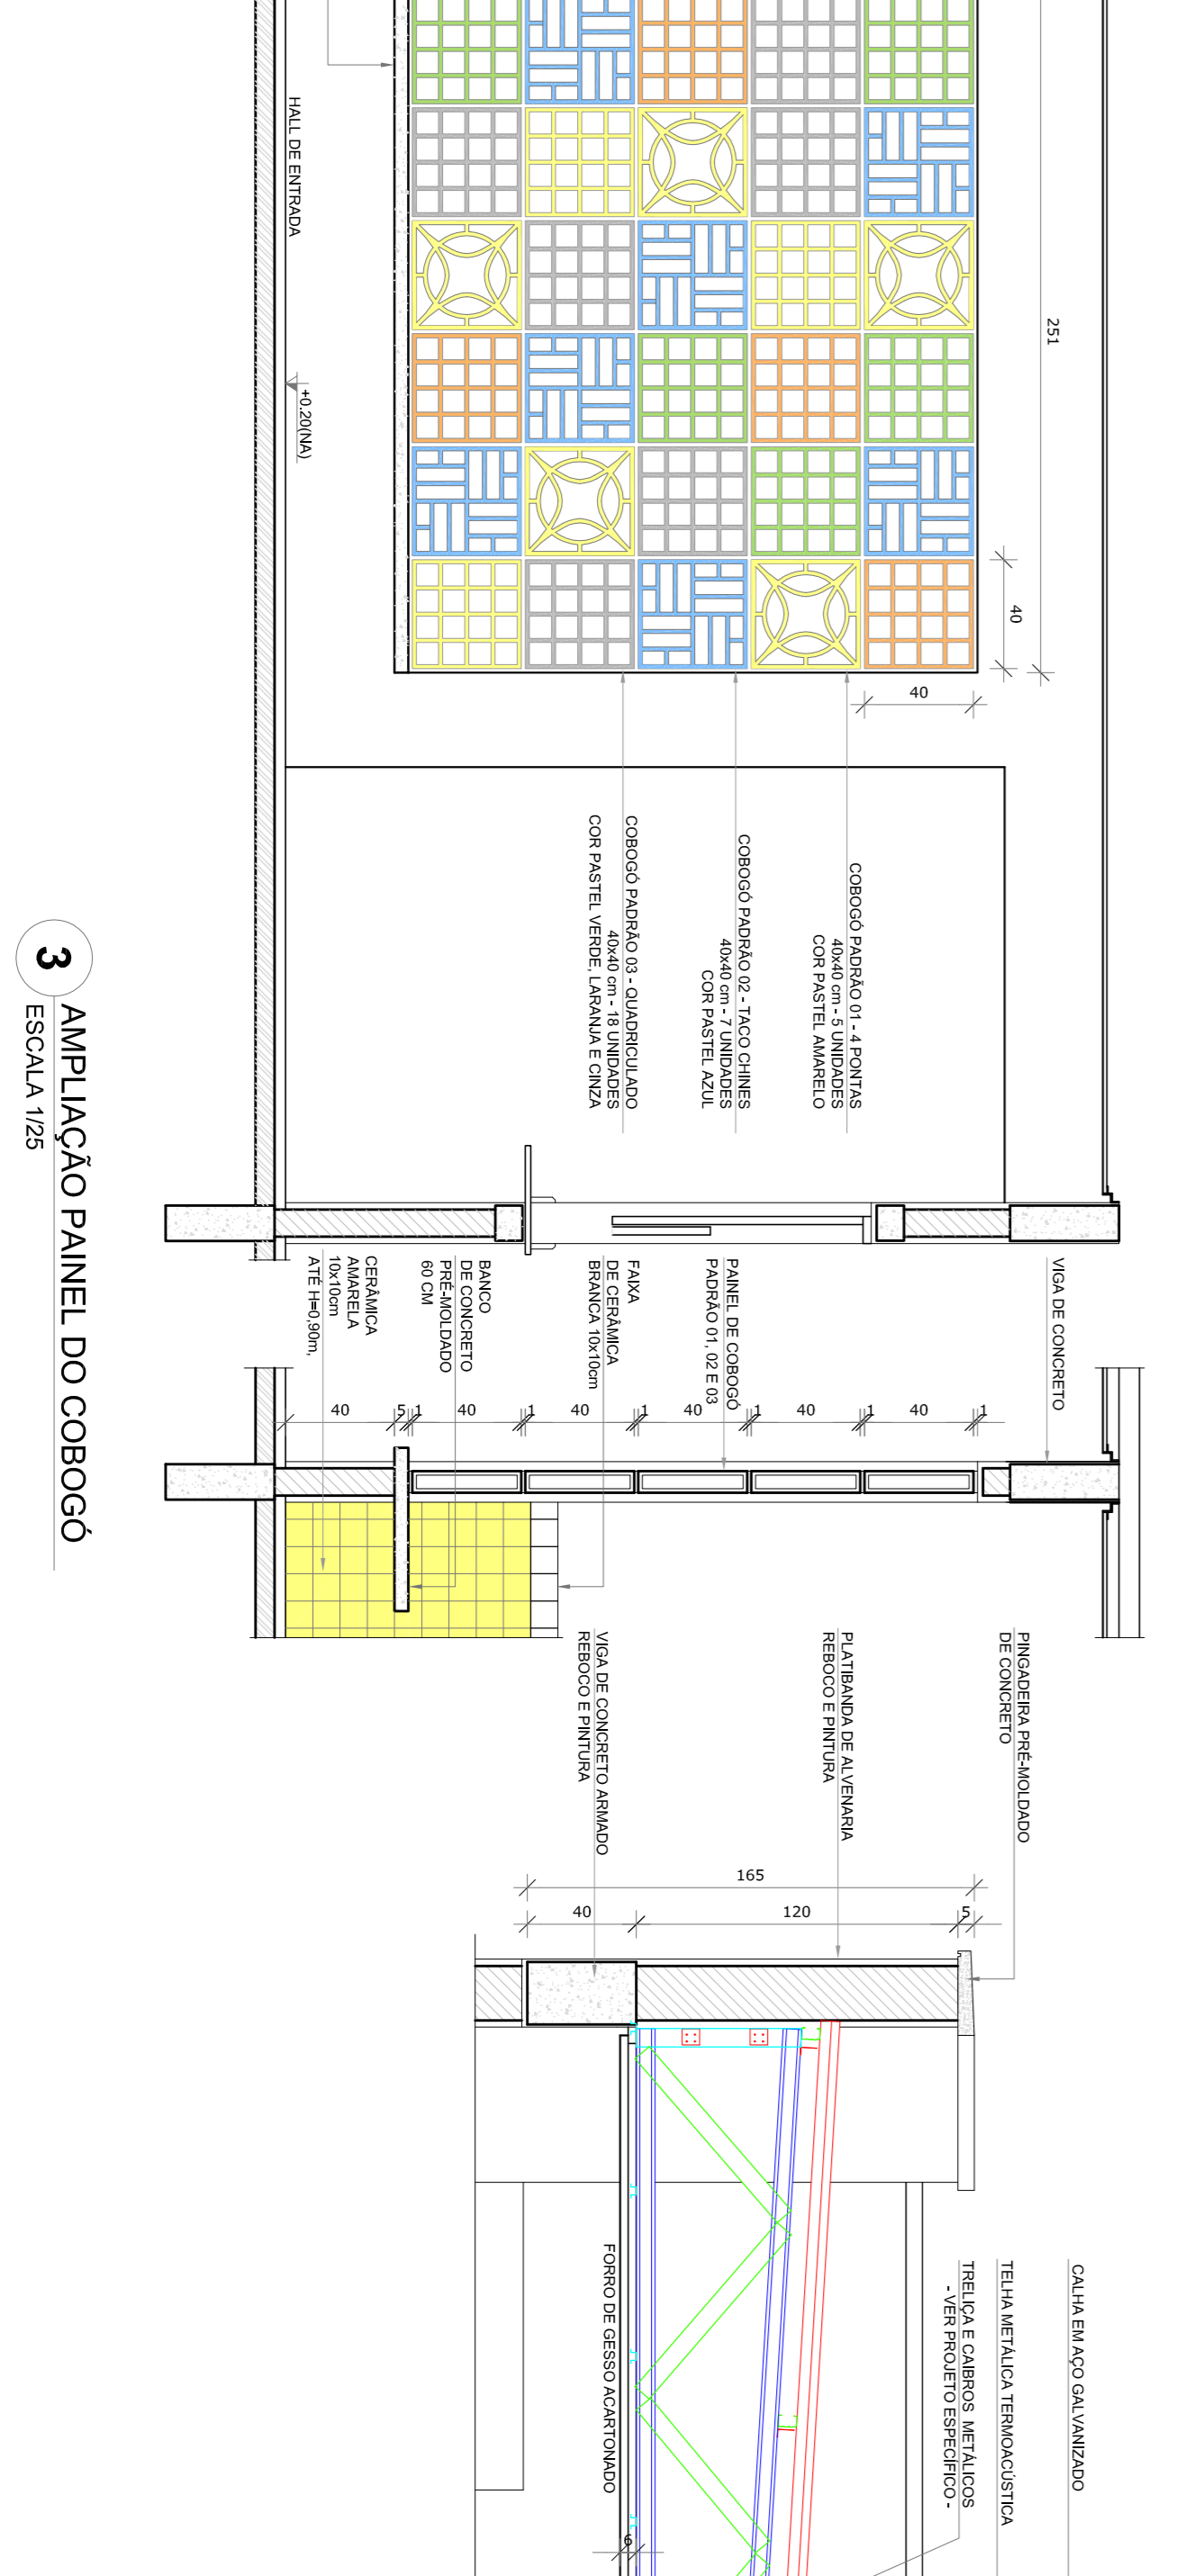 251
40
40
HALL DE ENTRADA
+0.20(NA)
COBOGÓ PADRÃO 01 - 4 PONTAS
40x40 cm - 5 UNIDADES
COR PASTEL AMARELO
COBOGÓ PADRÃO 02 - TACO CHINES
40x40 cm - 7 UNIDADES
COR PASTEL AZUL
COBOGÓ PADRÃO 03 - QUADRICULADO
40x40 cm - 18 UNIDADES
COR PASTEL VERDE, LARANJA E CINZA
VIGA DE CONCRETO
PAINEL DE COBOGÓ
PADRÃO 01, 02 E 03
FAIXA
DE CERÂMICA
BRANCA 10x10cm
BANCO
DE CONCRETO
PRÉ-MOLDADO
60 CM
CERÂMICA
AMARELA
10x10cm
ATÉ H=0,90m,
1
40
1
40
1
40
1
40
1
40
1
5
40
3
AMPLIAÇÃO PAINEL DO COBOGÓ
ESCALA 1/25
PINGADEIRA PRÉ-MOLDADO
DE CONCRETO
PLATIBANDA DE ALVENARIA
REBOCO E PINTURA
VIGA DE CONCRETO ARMADO
REBOCO E PINTURA
165
5
120
40
CALHA EM AÇO GALVANIZADO
TELHA METÁLICA TERMOACÚSTICA
TRELIÇA E CAIBROS METÁLICOS
- VER PROJETO ESPECÍFICO -
FORRO DE GESSO ACARTONADO
6